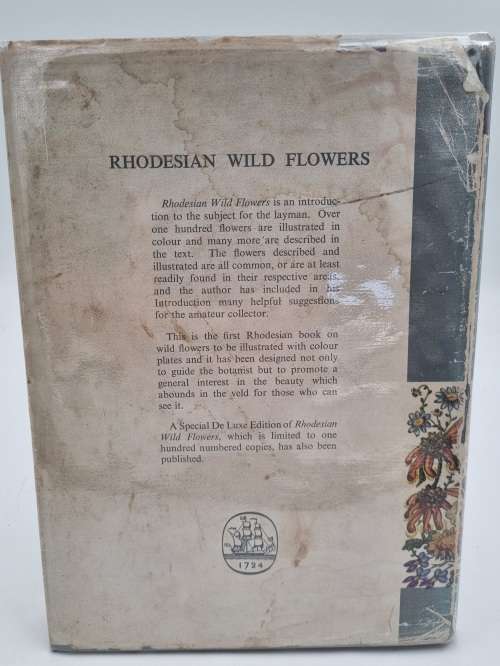 RHODESIAN WILD FLOWERS
Rhodesian Wild Flowers is an introduc-
tion to the subject for the layman. Over
one hundred flowers are illustrated in
colour and many more are described in
the text. The flowers described and
illustrated are all common, or are at least
readily found in their respective areas,
and the author has included in his
Introduction many helpful suggestions
for the amateur collector.
This is the first Rhodesian book on
wild flowers to be illustrated with colour
plates and it has been designed not only
to guide the botanist but to promote a
general interest in the beauty which
abounds in the veld for those who can
see it.
A Special De Luxe Edition of Rhodesian
Wild Flowers, which is limited to one
hundred numbered copies, has also been
published.
1724